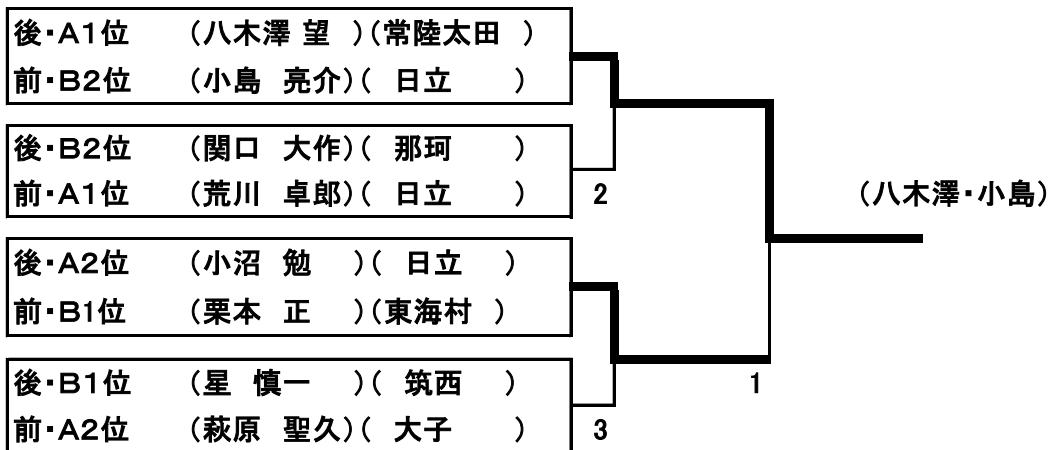 後・A1位 (八木澤 望 )(常陸太田 )
前・B2位 (小島 亮介)( 日立 )
後・B2位 (関口 大作)( 那珂 )
前・A1位 (荒川 卓郎)( 日立 )
2
(八木澤・小島)
後・A2位 (小沼 勉 )( 日立 )
前・B1位 (栗本 正 )(東海村 )
後・B1位 (星 慎一 )( 筑西 )
1
前・A2位 (萩原 聖久)( 大子 )
3